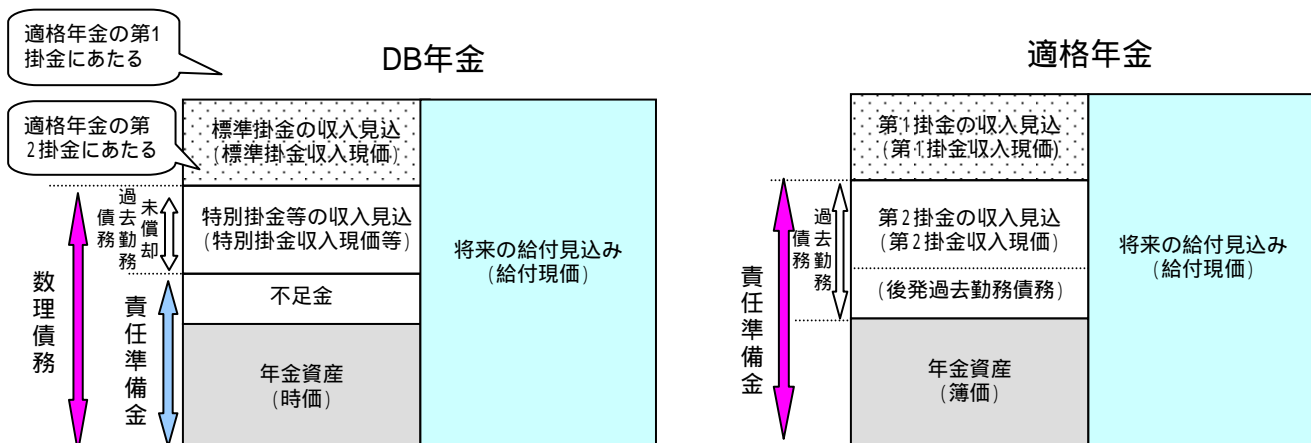 適格年金の第1
掛金にあたる
DB年金
適格年金の第
2掛金にあたる
標準掛金の収入見込
(標準掛金収入現価)
未償却
過去勤務
債務
特別掛金等の収入見込
(特別掛金収入現価等)
不足金
年金資産
(時価)
数理債務
責任準備金
将来の給付見込み
(給付現価)
適格年金
第1掛金の収入見込
(第1掛金収入現価)
過去勤務
債務
第2掛金の収入見込
(第2掛金収入現価)
(後発過去勤務債務)
年金資産
(簿価)
責任準備金
将来の給付見込み
(給付現価)